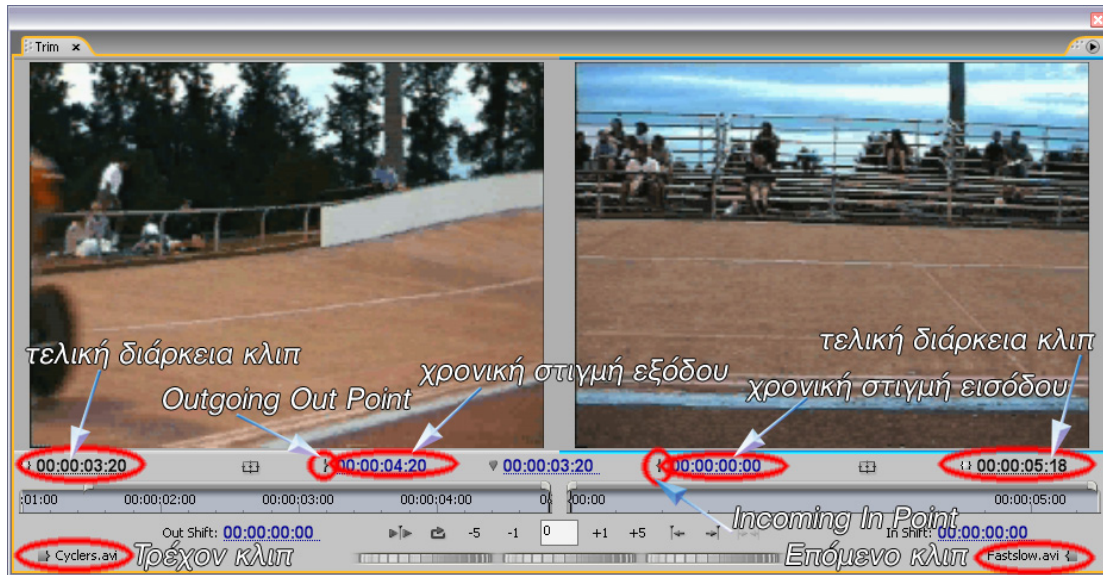 Trim
τελική διάρκεια κλιπ
Outgoing Out Point
χρονική στιγμή εξόδου
τελική διάρκεια κλιπ
χρονική στιγμή εισόδου
00:00:03:20
00:00:04:20
00:00:03:20
00:00:00:00
00:00:05:18
:01:00 00:00:02:00 00:00:03:00 00:00:04:00
00:00 00:00:05:00
Incoming In Point
Out Shift: 00:00:00:00
-5 -1 0 +1 +5
In Shift: 00:00:00:00
Cyclers.avi Τρέχον κλιπ
Επόμενο κλιπ Fastslow.avi